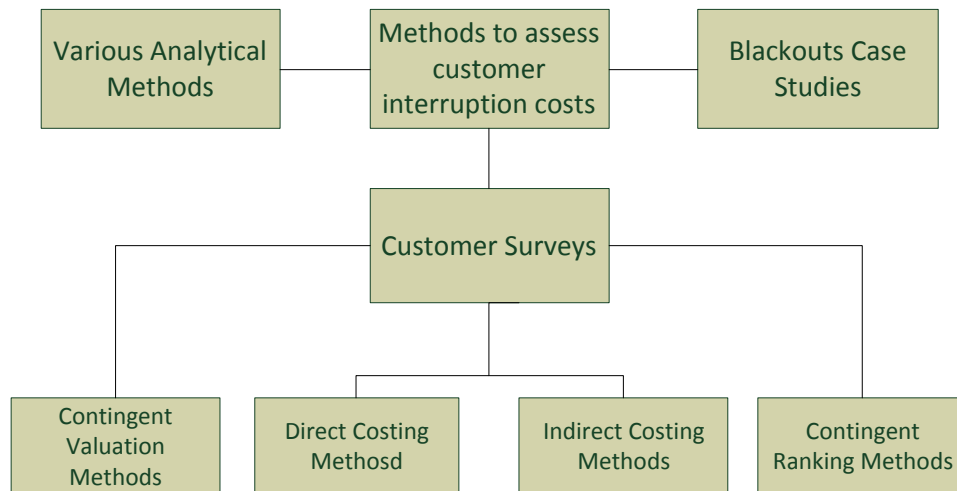 Various Analytical
Methods
Methods to assess
customer
interruption costs
Blackouts Case
Studies
Customer Surveys
Contingent
Valuation
Methods
Direct Costing
Methosd
Indirect Costing
Methods
Contingent
Ranking Methods